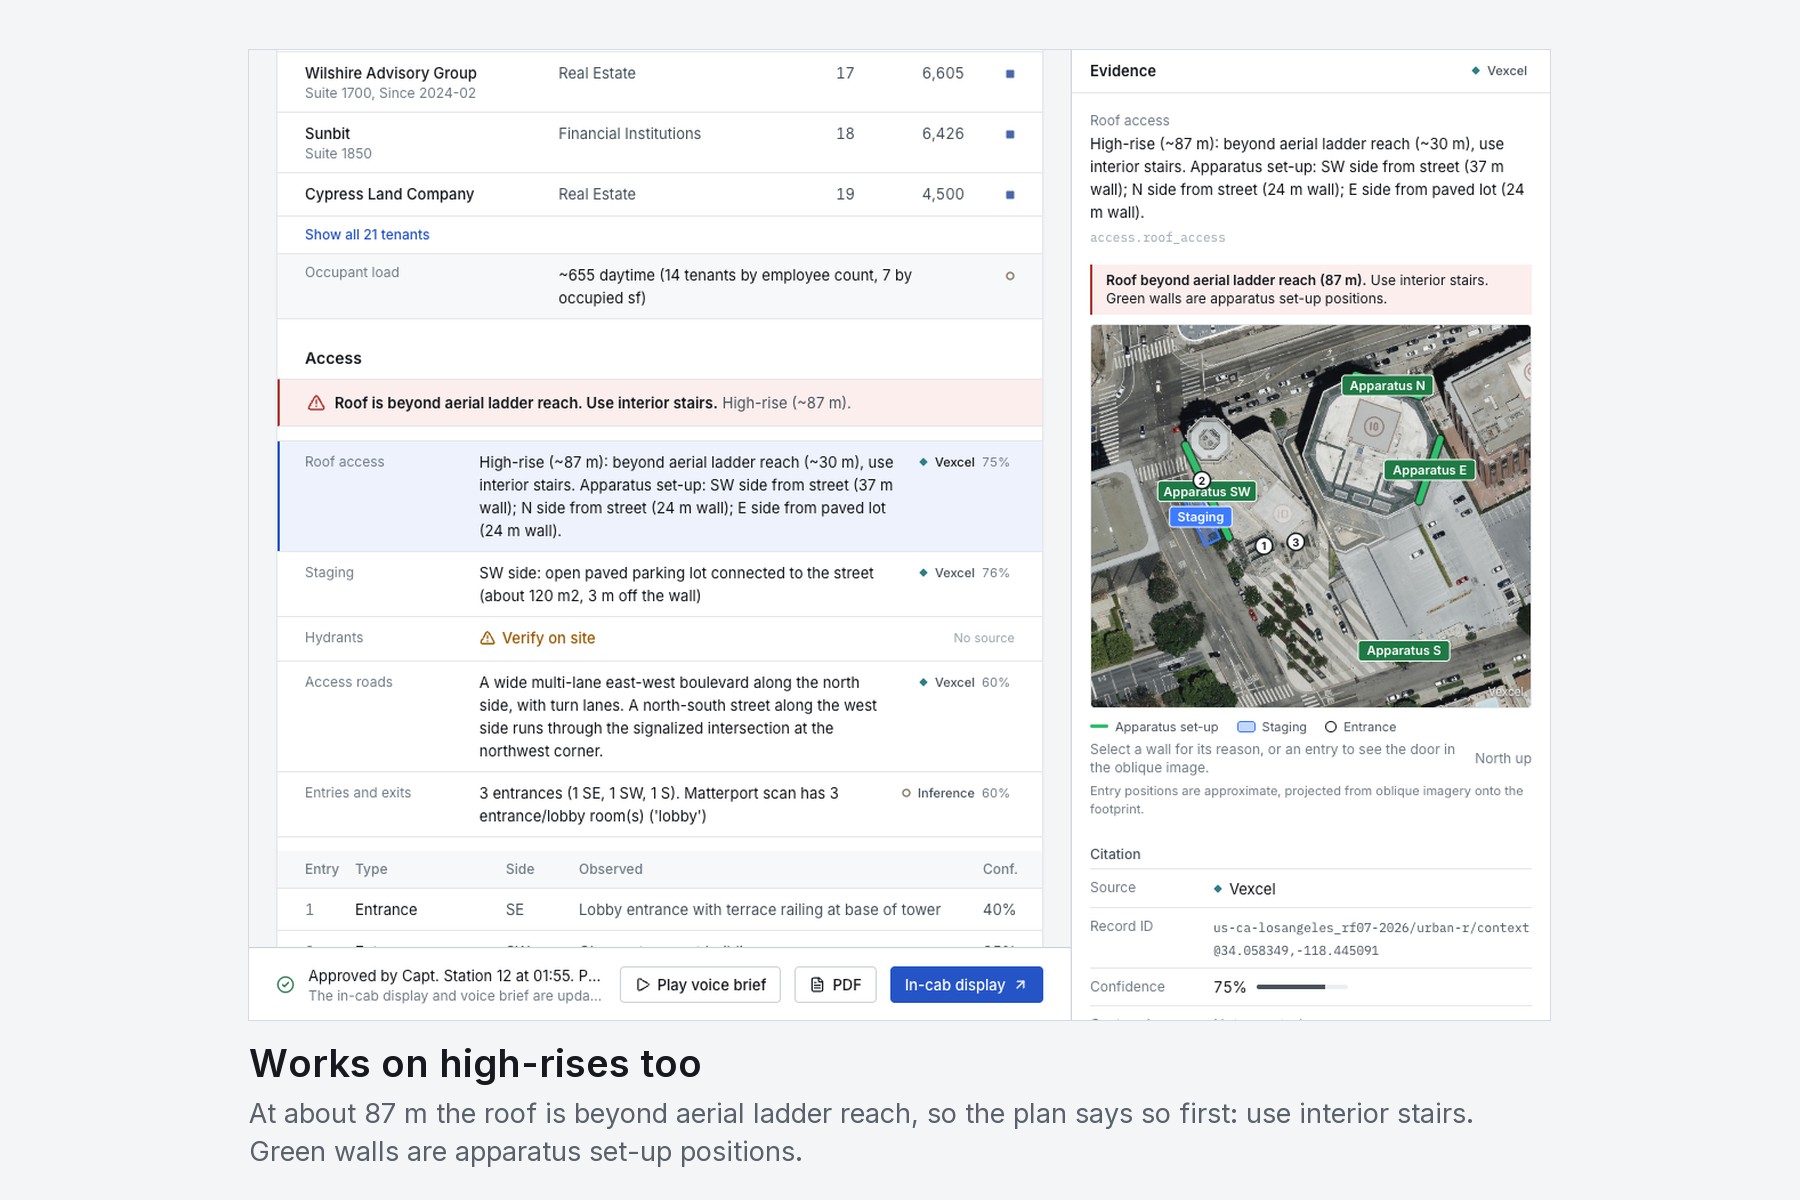 Wilshire Advisory Group Real Estate 17 6,605
Suite 1700, Since 2024-02
Sunbit Financial Institutions 18 6,426
Suite 1850
Cypress Land Company Real Estate 19 4,500
Show all 21 tenants
Occupant load ~655 daytime (14 tenants by employee count, 7 by
occupied sf)
Access
Roof is beyond aerial ladder reach. Use interior stairs. High-rise (~87 m).
Roof access High-rise (~87 m): beyond aerial ladder reach (~30 m), use Vexcel 75%
interior stairs. Apparatus set-up: SW side from street (37 m
wall); N side from street (24 m wall); E side from paved lot
(24 m wall).
Staging SW side: open paved parking lot connected to the street Vexcel 76%
(about 120 m2, 3 m off the wall)
Hydrants Verify on site No source
Access roads A wide multi-lane east-west boulevard along the north Vexcel 60%
side, with turn lanes. A north-south street along the west
side runs through the signalized intersection at the
northwest corner.
Entries and exits 3 entrances (1 SE, 1 SW, 1 S). Matterport scan has 3 Inference 60%
entrance/lobby room(s) ('lobby')
Entry Type Side Observed Conf.
1 Entrance SE Lobby entrance with terrace railing at base of tower 40%
Approved by Capt. Station 12 at 01:55. P...
The in-cab display and voice brief are upda...
Play voice brief
PDF
In-cab display
Evidence Vexcel
Roof access
High-rise (~87 m): beyond aerial ladder reach (~30 m), use
interior stairs. Apparatus set-up: SW side from street (37 m
wall); N side from street (24 m wall); E side from paved lot (24
m wall).
access.roof_access
Roof beyond aerial ladder reach (87 m). Use interior stairs.
Green walls are apparatus set-up positions.
Apparatus N
10
Apparatus E
2
Apparatus SW
Staging
1
3
Apparatus S
Vexcel
Apparatus set-up Staging Entrance
Select a wall for its reason, or an entry to see the door in
the oblique image.
North up
Entry positions are approximate, projected from oblique imagery onto the
footprint.
Citation
Source Vexcel
Record ID us-ca-losangeles_rf07-2026/urban-r/context
@34.058349,-118.445091
Confidence 75%
Works on high-rises too
At about 87 m the roof is beyond aerial ladder reach, so the plan says so first: use interior stairs.
Green walls are apparatus set-up positions.